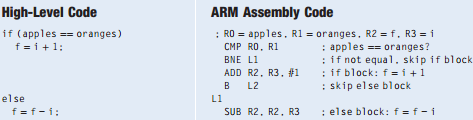 High-Level Code
if (apples == oranges)
f = i + 1;
else
f = f - i;
ARM Assembly Code
; R0 = apples, R1 = oranges, R2 = f, R3 = i
CMP R0, R1 ; apples == oranges?
BNE L1 ; if not equal, skip if block
ADD R2, R3, #1 ; if block: f = i + 1
B L2 ; skip else block
L1
SUB R2, R2, R3 ; else block: f = f - i